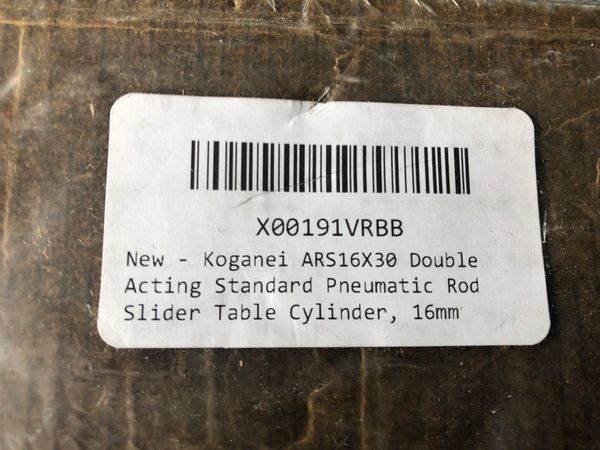 X00191VRBB
New - Koganei ARS16X30 Double
Acting Standard Pneumatic Rod
Slider Table Cylinder, 16mm